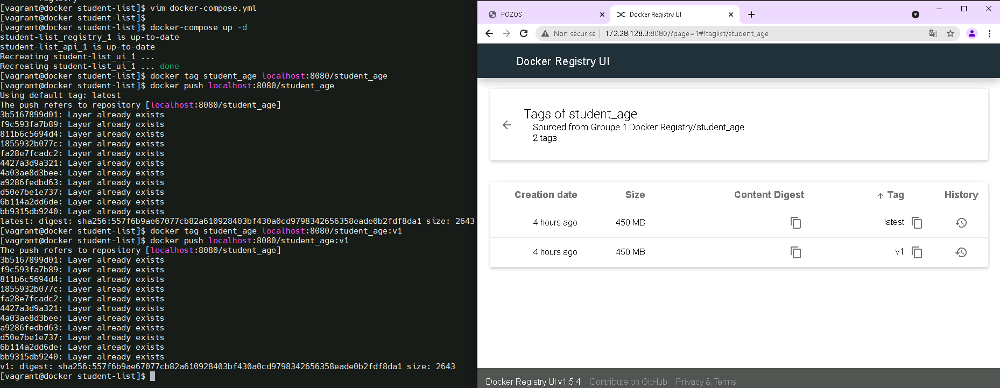 [vagrant@docker student-list]$ vim docker-compose.yml
[vagrant@docker student-list]$
[vagrant@docker student-list]$ docker-compose up -d
student-list_registry_1 is up-to-date
student-list_api_1 is up-to-date
Recreating student-list_ui_1 ...
Recreating student-list_ui_1 ... done
[vagrant@docker student-list]$ docker tag student_age localhost:8080/student_age
[vagrant@docker student-list]$ docker push localhost:8080/student_age
Using default tag: latest
The push refers to repository [localhost:8080/student_age]
3b5167899d01: Layer already exists
f9c593fa7b89: Layer already exists
811b6c5694d4: Layer already exists
1855932b077c: Layer already exists
fa28e7fcadc2: Layer already exists
4427a3d9a321: Layer already exists
4a03ae8d3bee: Layer already exists
a9286fedbd63: Layer already exists
d50e7be1e737: Layer already exists
6b114a2dd6de: Layer already exists
bb9315db9240: Layer already exists
latest: digest: sha256:557f6b9ae67077cb82a610928403bf430a0cd9798342656358eade0b2fdf8da1 size: 2643
[vagrant@docker student-list]$ docker tag student_age localhost:8080/student_age:v1
[vagrant@docker student-list]$ docker push localhost:8080/student_age:v1
The push refers to repository [localhost:8080/student_age]
3b5167899d01: Layer already exists
f9c593fa7b89: Layer already exists
811b6c5694d4: Layer already exists
1855932b077c: Layer already exists
fa28e7fcadc2: Layer already exists
4427a3d9a321: Layer already exists
4a03ae8d3bee: Layer already exists
a9286fedbd63: Layer already exists
d50e7be1e737: Layer already exists
6b114a2dd6de: Layer already exists
bb9315db9240: Layer already exists
v1: digest: sha256:557f6b9ae67077cb82a610928403bf430a0cd9798342656358eade0b2fdf8da1 size: 2643
[vagrant@docker student-list]$
POZOS
Docker Registry UI
Non sécurisé | 172.28.128.3:8080/?page=1#!taglist/student_age
Docker Registry UI
Tags of student_age
Sourced from Groupe 1 Docker Registry/student_age
2 tags
Creation date Size Content Digest Tag History
4 hours ago 450 MB latest
4 hours ago 450 MB v1
Docker Registry UI v1.5.4 Contribute on GitHub Privacy & Terms